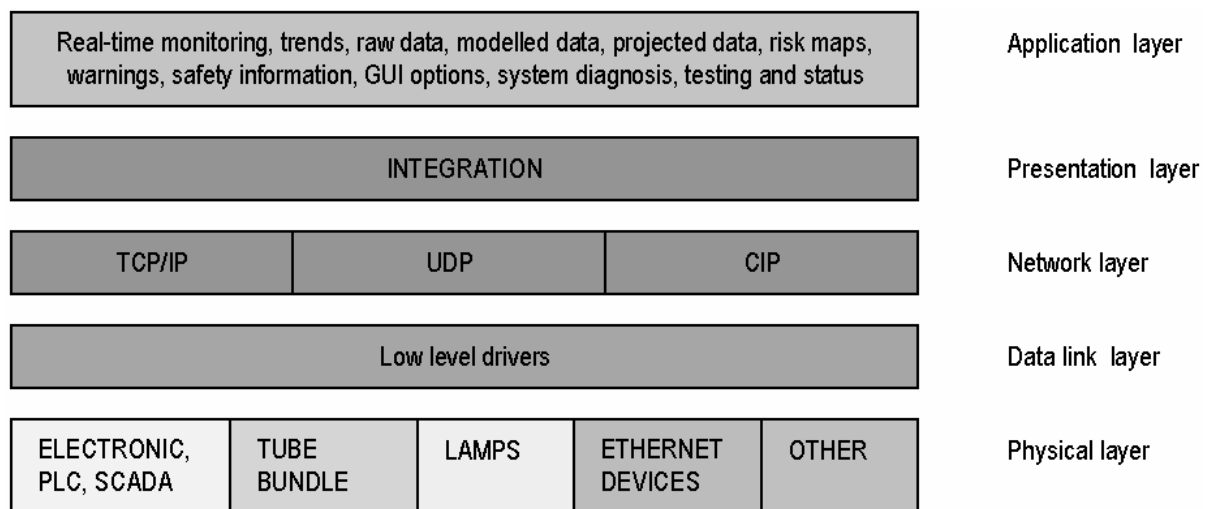 Real-time monitoring, trends, raw data, modelled data, projected data, risk maps,
warnings, safety information, GUI options, system diagnosis, testing and status
Application layer
INTEGRATION
Presentation layer
TCP/IP
UDP
CIP
Network layer
Low level drivers
Data link layer
ELECTRONIC,
PLC, SCADA
TUBE
BUNDLE
LAMPS
ETHERNET
DEVICES
OTHER
Physical layer